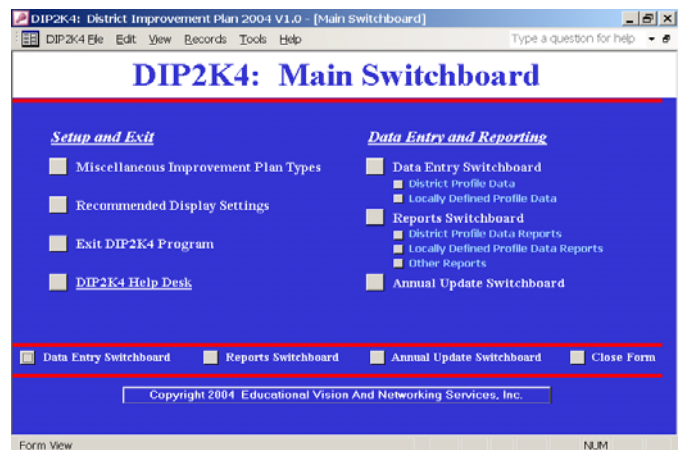 DIP2K4: District Improvement Plan 2004 V1.0 - [Main Switchboard]
DIP2K4 File Edit View Records Tools Help Type a question for help
DIP2K4: Main Switchboard
Setup and Exit
Miscellaneous Improvement Plan Types
Recommended Display Settings
Exit DIP2K4 Program
DIP2K4 Help Desk
Data Entry and Reporting
Data Entry Switchboard
District Profile Data
Locally Defined Profile Data
Reports Switchboard
District Profile Data Reports
Locally Defined Profile Data Reports
Other Reports
Annual Update Switchboard
Data Entry Switchboard Reports Switchboard Annual Update Switchboard Close Form
Copyright 2004 Educational Vision And Networking Services, Inc.
Form View NUM